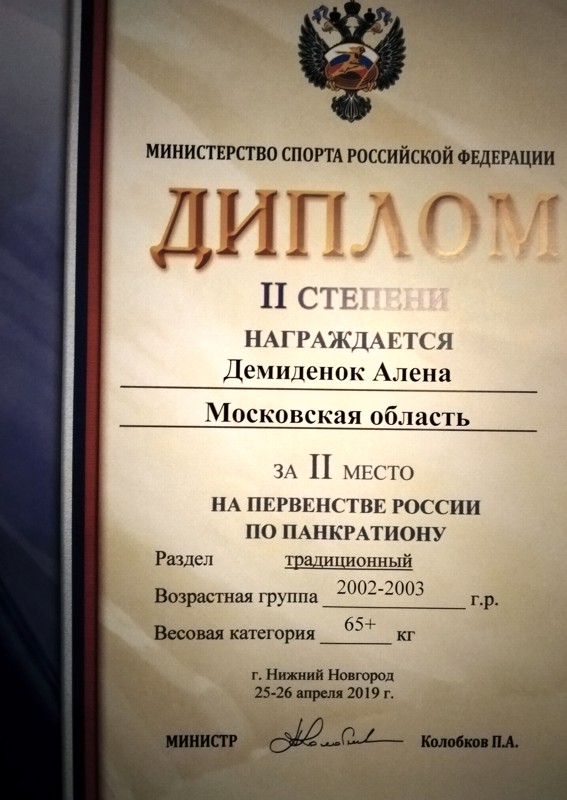 МИНИСТЕРСТВО СПОРТА РОССИЙСКОЙ ФЕДЕРАЦИИ
ДИПЛОМ
II СТЕПЕНИ
НАГРАЖДАЕТСЯ
Демиденок Алена
Московская область
ЗА II МЕСТО
НА ПЕРВЕНСТВЕ РОССИИ
ПО ПАНКРАТИОНУ
Раздел традиционный
Возрастная группа 2002-2003 г.р.
Весовая категория 65+ кг
г. Нижний Новгород
25-26 апреля 2019 г.
МИНИСТР Колобков П.А.